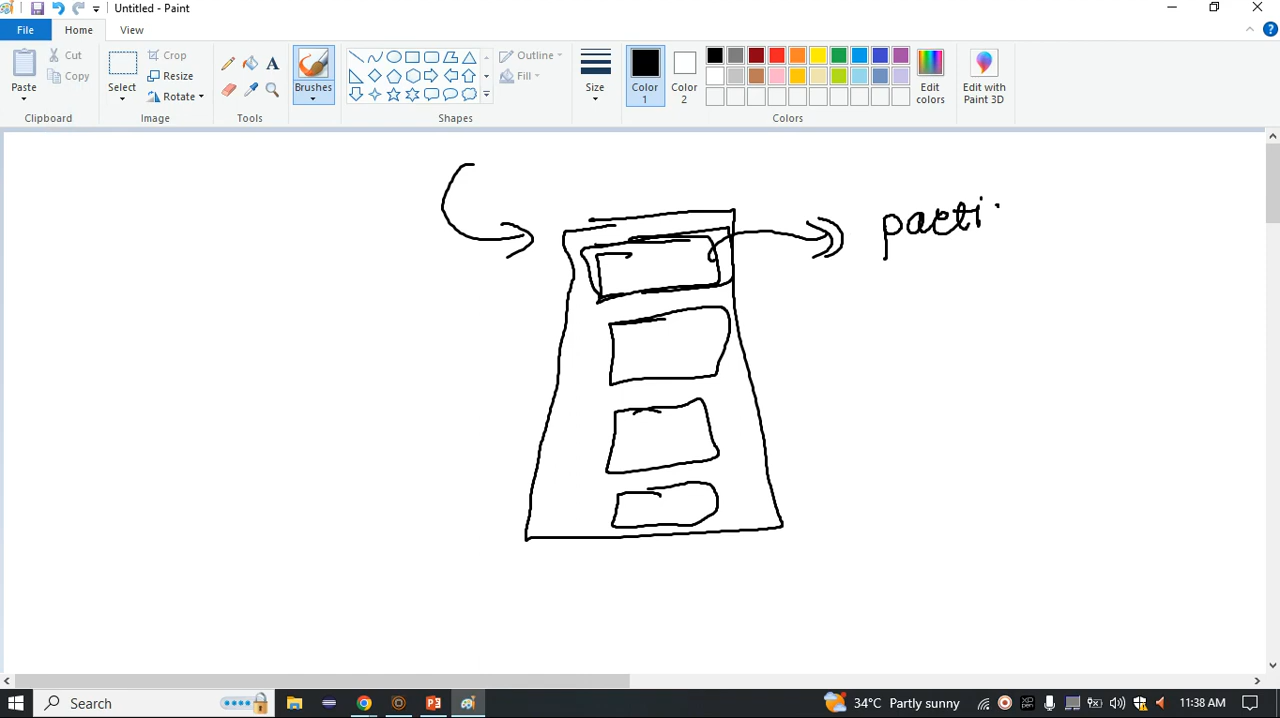 Untitled - Paint
File
Home
View
Paste
Cut
Copy
Clipboard
Select
Crop
Resize
Rotate
Image
Tools
Brushes
Outline
Fill
Shapes
Size
Color 1
Color 2
Edit colors
Colors
Edit with Paint 3D
parti
Search
34°C Partly sunny
11:38 AM